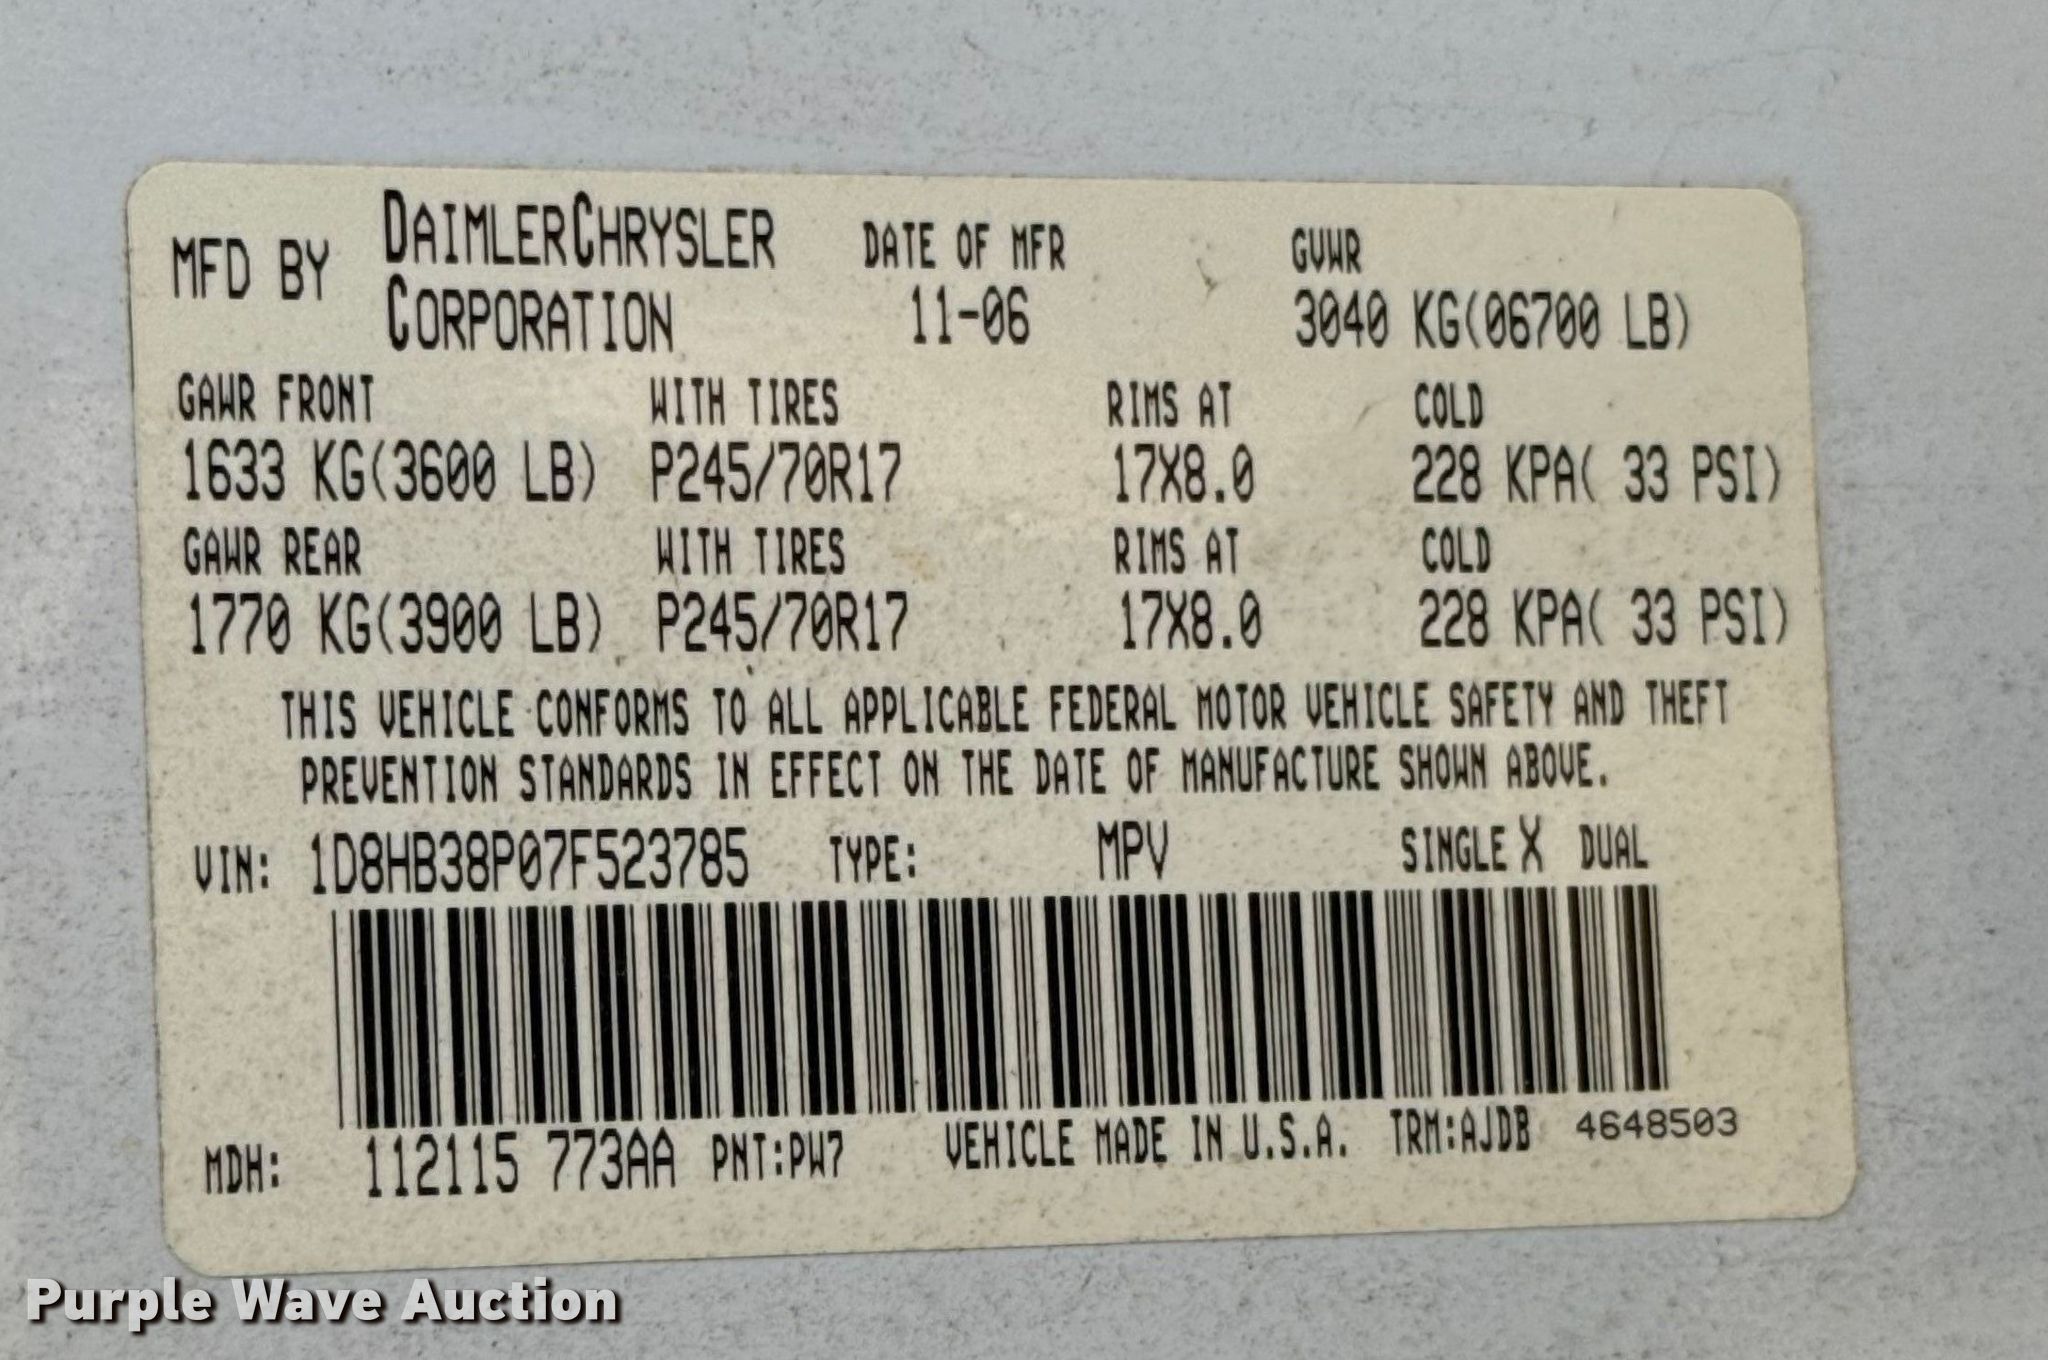 MFD BY DAIMLERCHRYSLER CORPORATION DATE OF MFR 11-06 GVWR 3040 KG(06700 LB)
GAWR FRONT WITH TIRES RIMS AT COLD
1633 KG(3600 LB) P245/70R17 17X8.0 228 KPA( 33 PSI)
GAWR REAR WITH TIRES RIMS AT COLD
1770 KG(3900 LB) P245/70R17 17X8.0 228 KPA( 33 PSI)
THIS VEHICLE CONFORMS TO ALL APPLICABLE FEDERAL MOTOR VEHICLE SAFETY AND THEFT
PREVENTION STANDARDS IN EFFECT ON THE DATE OF MANUFACTURE SHOWN ABOVE.
VIN: 1D8HB38P07F523785 TYPE: MPV SINGLE X DUAL
MDH: 112115 773AA PNT:PW7 VEHICLE MADE IN U.S.A. TRM:AJDB 4648503
Purple Wave Auction